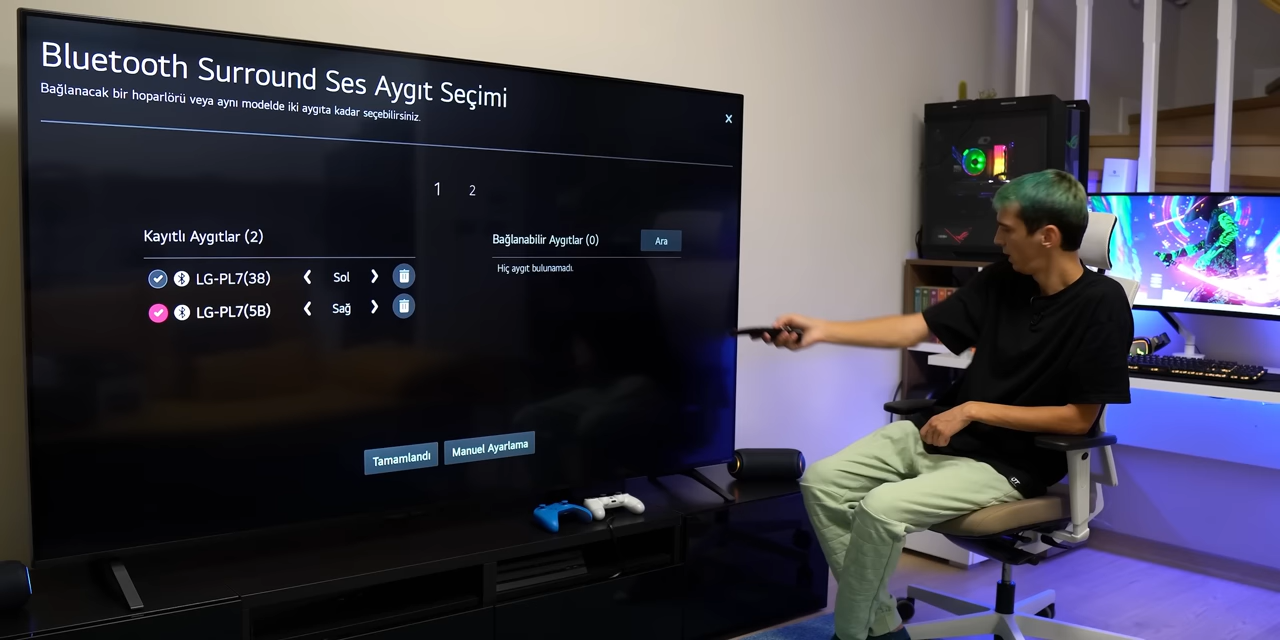 Bluetooth Surround Ses Aygıt Seçimi
Bağlanacak bir hoparlörü veya aynı modelde iki aygıta kadar seçebilirsiniz.
X
1 2
Kayıtlı Aygıtlar (2)
Bağlanabilir Aygıtlar (0)
Ara
LG-PL7(38) < Sol >
Hiç aygıt bulunamadı.
LG-PL7(5B) < Sağ >
Tamamlandı
Manuel Ayarlama